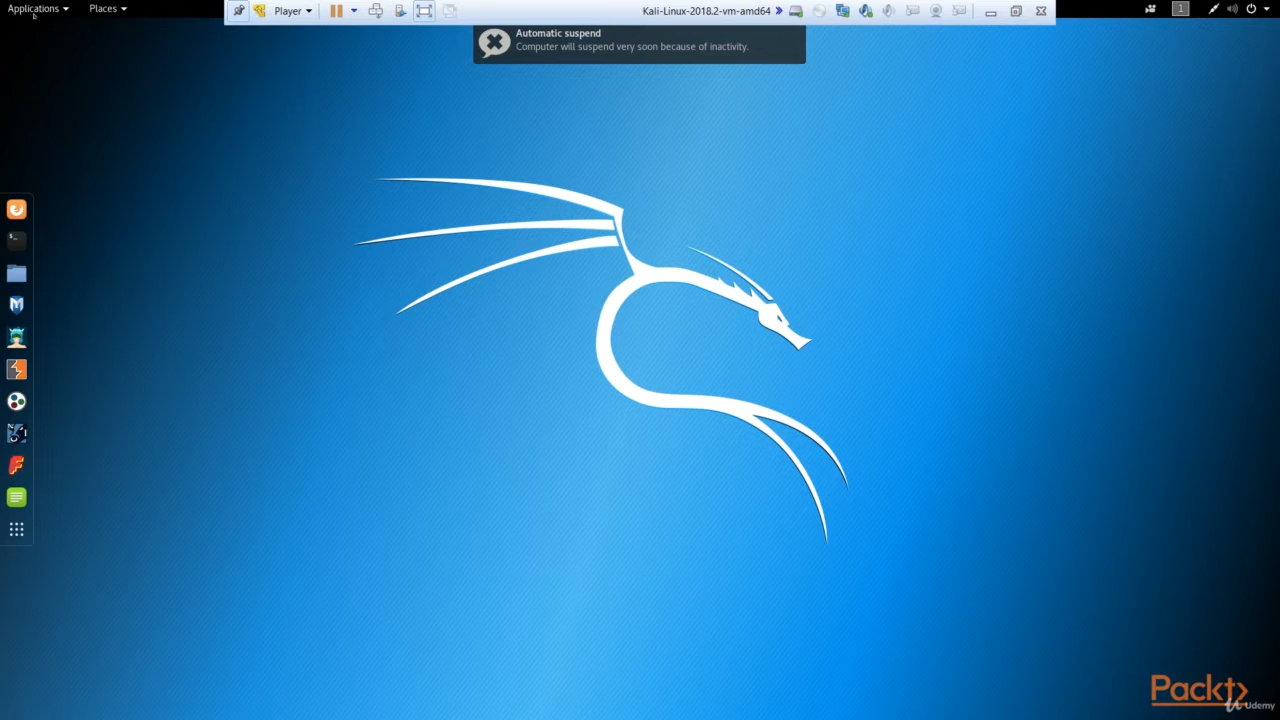 Applications
Places
Player
Kali-Linux-2018.2-vm-amd64
1
Automatic suspend
Computer will suspend very soon because of inactivity.
Packt
Udemy